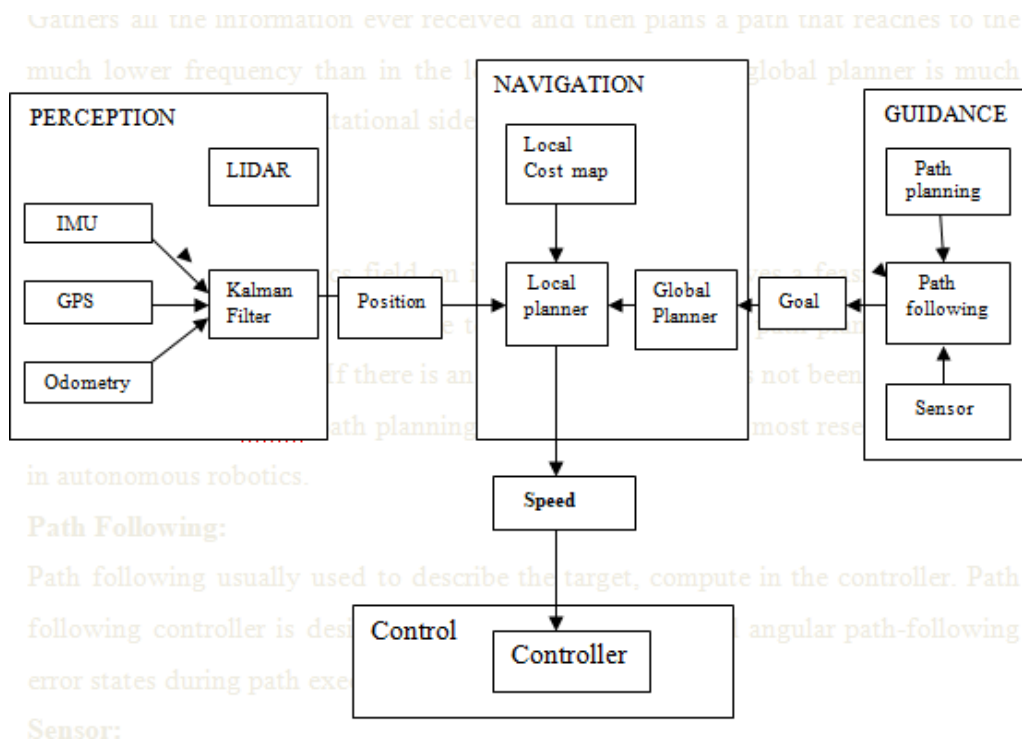 Gathers all the information ever received and then plans a path that reaches to the
much lower frequency than in the global planner is much
NAVIGATION
PERCEPTION
tational side
GUIDANCE
Local
Cost map
LIDAR
Path
planning
IMU
field on
Kalman
Filter
GPS
Position
Local
planner
Global
Planner
Goal
Path
following
Odometry
If there is an
not been
Sensor
ath planning
most rese
in autonomous robotics.
Speed
Path Following:
Path following usually used to describe the target, compute in the controller. Path
following controller is desi
angular path-following
Control
Controller
error states during path exe
Sensor: